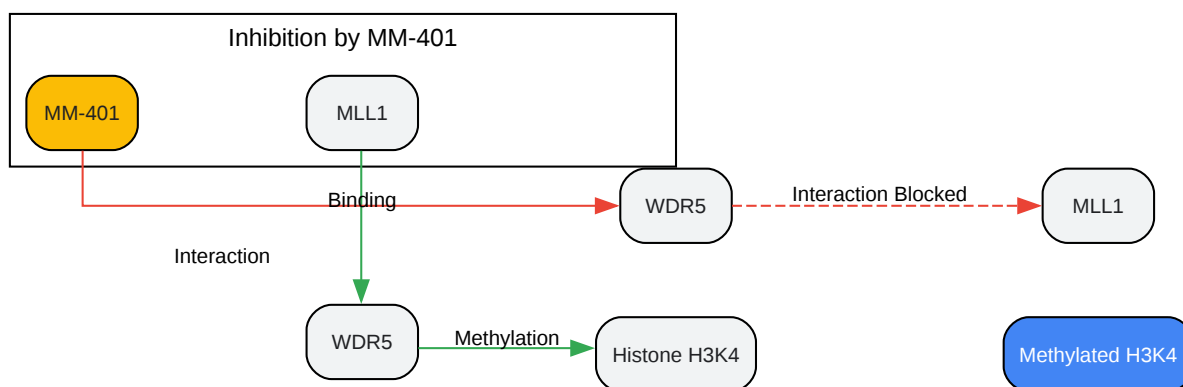 Inhibition by MM-401
MM-401
MLL1
Binding
WDR5
Interaction Blocked
MLL1
Interaction
WDR5
Methylation
Histone H3K4
Methylated H3K4